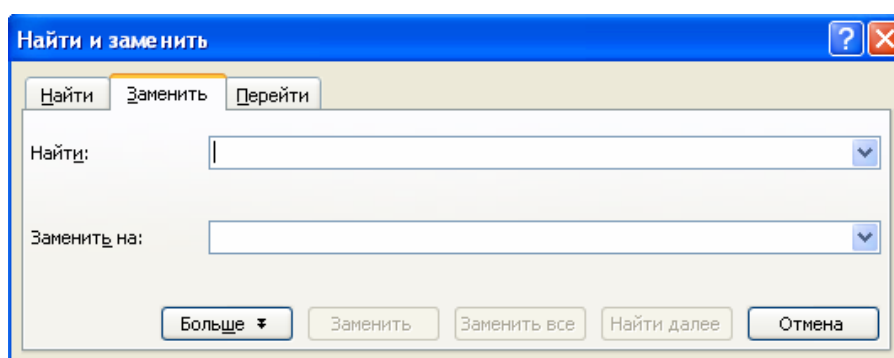 Найти и заменить
Найти Заменить Перейти
Найти:
Заменить на:
Больше Заменить Заменить все Найти далее Отмена